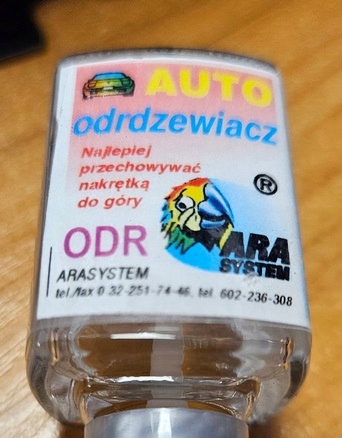 AUTO
odrdzewiacz
Najlepiej
przechowywać
nakrętką
do góry
®
ODR
ARA
SYSTEM
ARASYSTEM
tel./fax 0 32-251-74-46, tel. 602-236-308